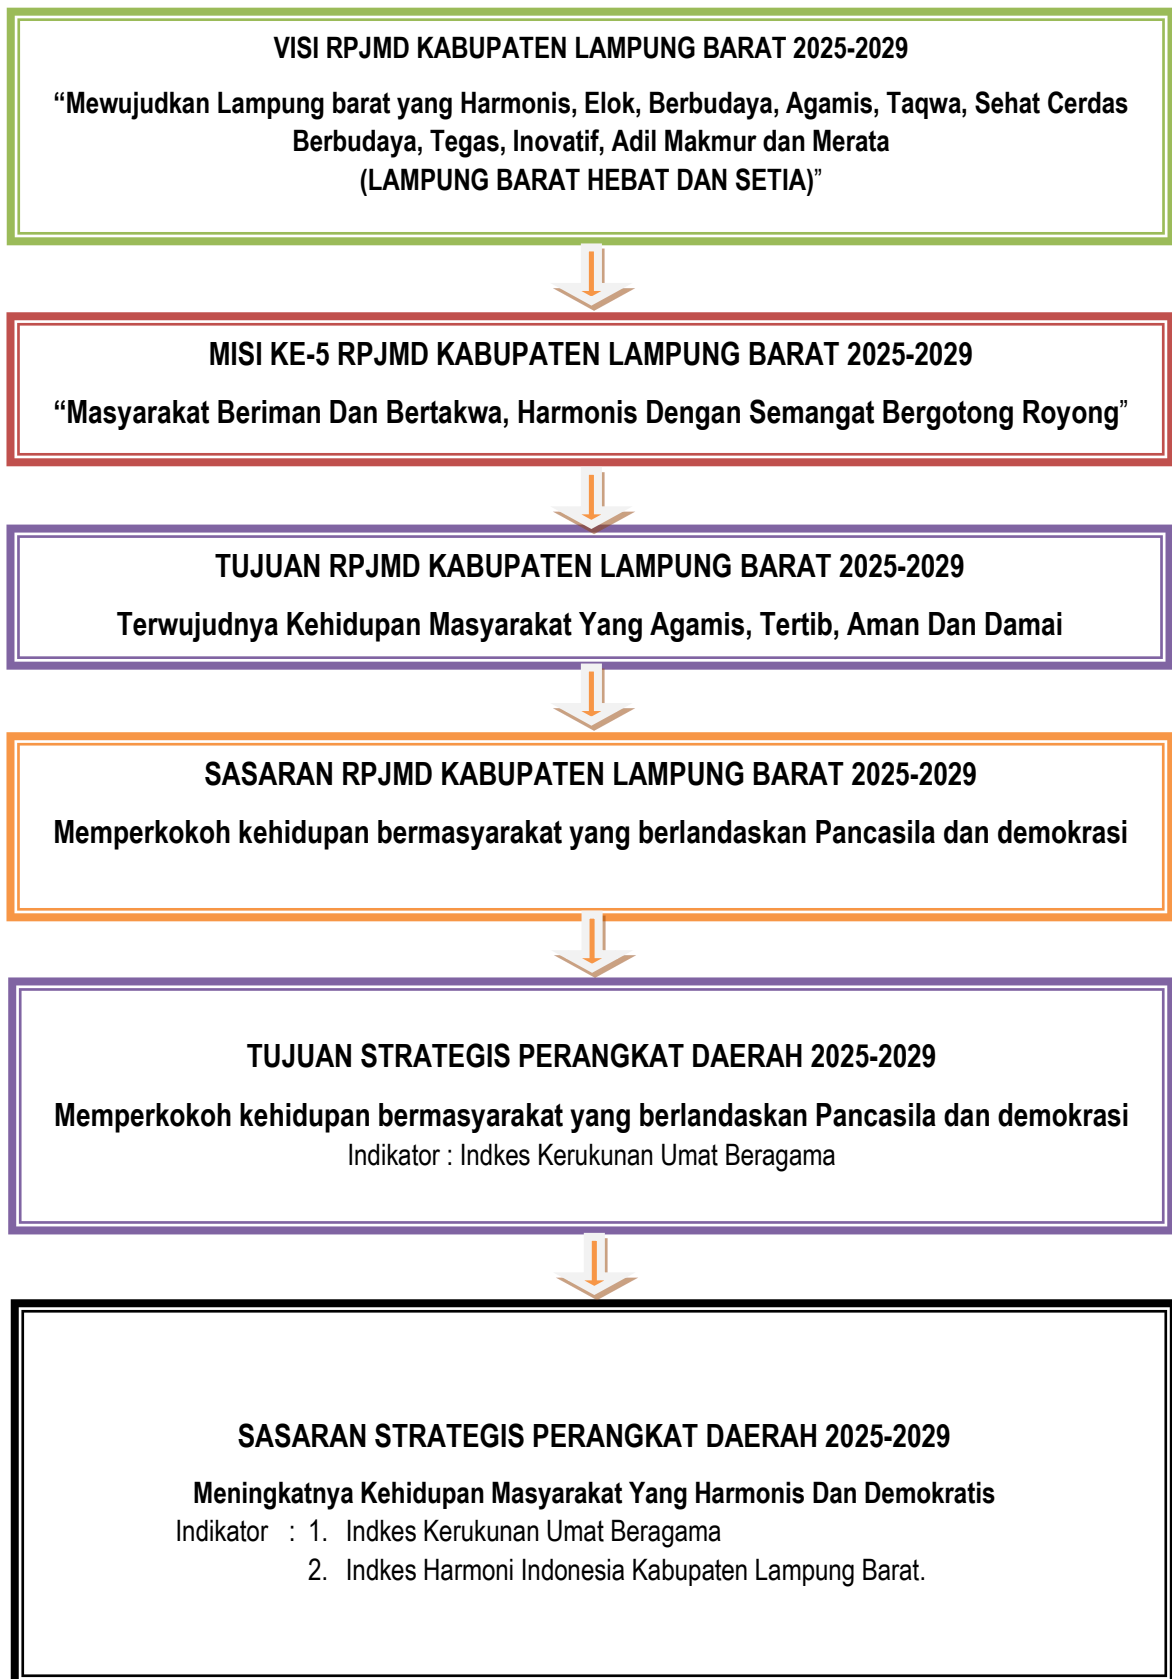 VISI RPJMD KABUPATEN LAMPUNG BARAT 2025-2029
“Mewujudkan Lampung barat yang Harmonis, Elok, Berbudaya, Agamis, Taqwa, Sehat Cerdas
Berbudaya, Tegas, Inovatif, Adil Makmur dan Merata
(LAMPUNG BARAT HEBAT DAN SETIA)”
MISI KE-5 RPJMD KABUPATEN LAMPUNG BARAT 2025-2029
“Masyarakat Beriman Dan Bertakwa, Harmonis Dengan Semangat Bergotong Royong”
TUJUAN RPJMD KABUPATEN LAMPUNG BARAT 2025-2029
Terwujudnya Kehidupan Masyarakat Yang Agamis, Tertib, Aman Dan Damai
SASARAN RPJMD KABUPATEN LAMPUNG BARAT 2025-2029
Memperkokoh kehidupan bermasyarakat yang berlandaskan Pancasila dan demokrasi
TUJUAN STRATEGIS PERANGKAT DAERAH 2025-2029
Memperkokoh kehidupan bermasyarakat yang berlandaskan Pancasila dan demokrasi
Indikator : Indkes Kerukunan Umat Beragama
SASARAN STRATEGIS PERANGKAT DAERAH 2025-2029
Meningkatnya Kehidupan Masyarakat Yang Harmonis Dan Demokratis
Indikator : 1. Indkes Kerukunan Umat Beragama
2. Indkes Harmoni Indonesia Kabupaten Lampung Barat.